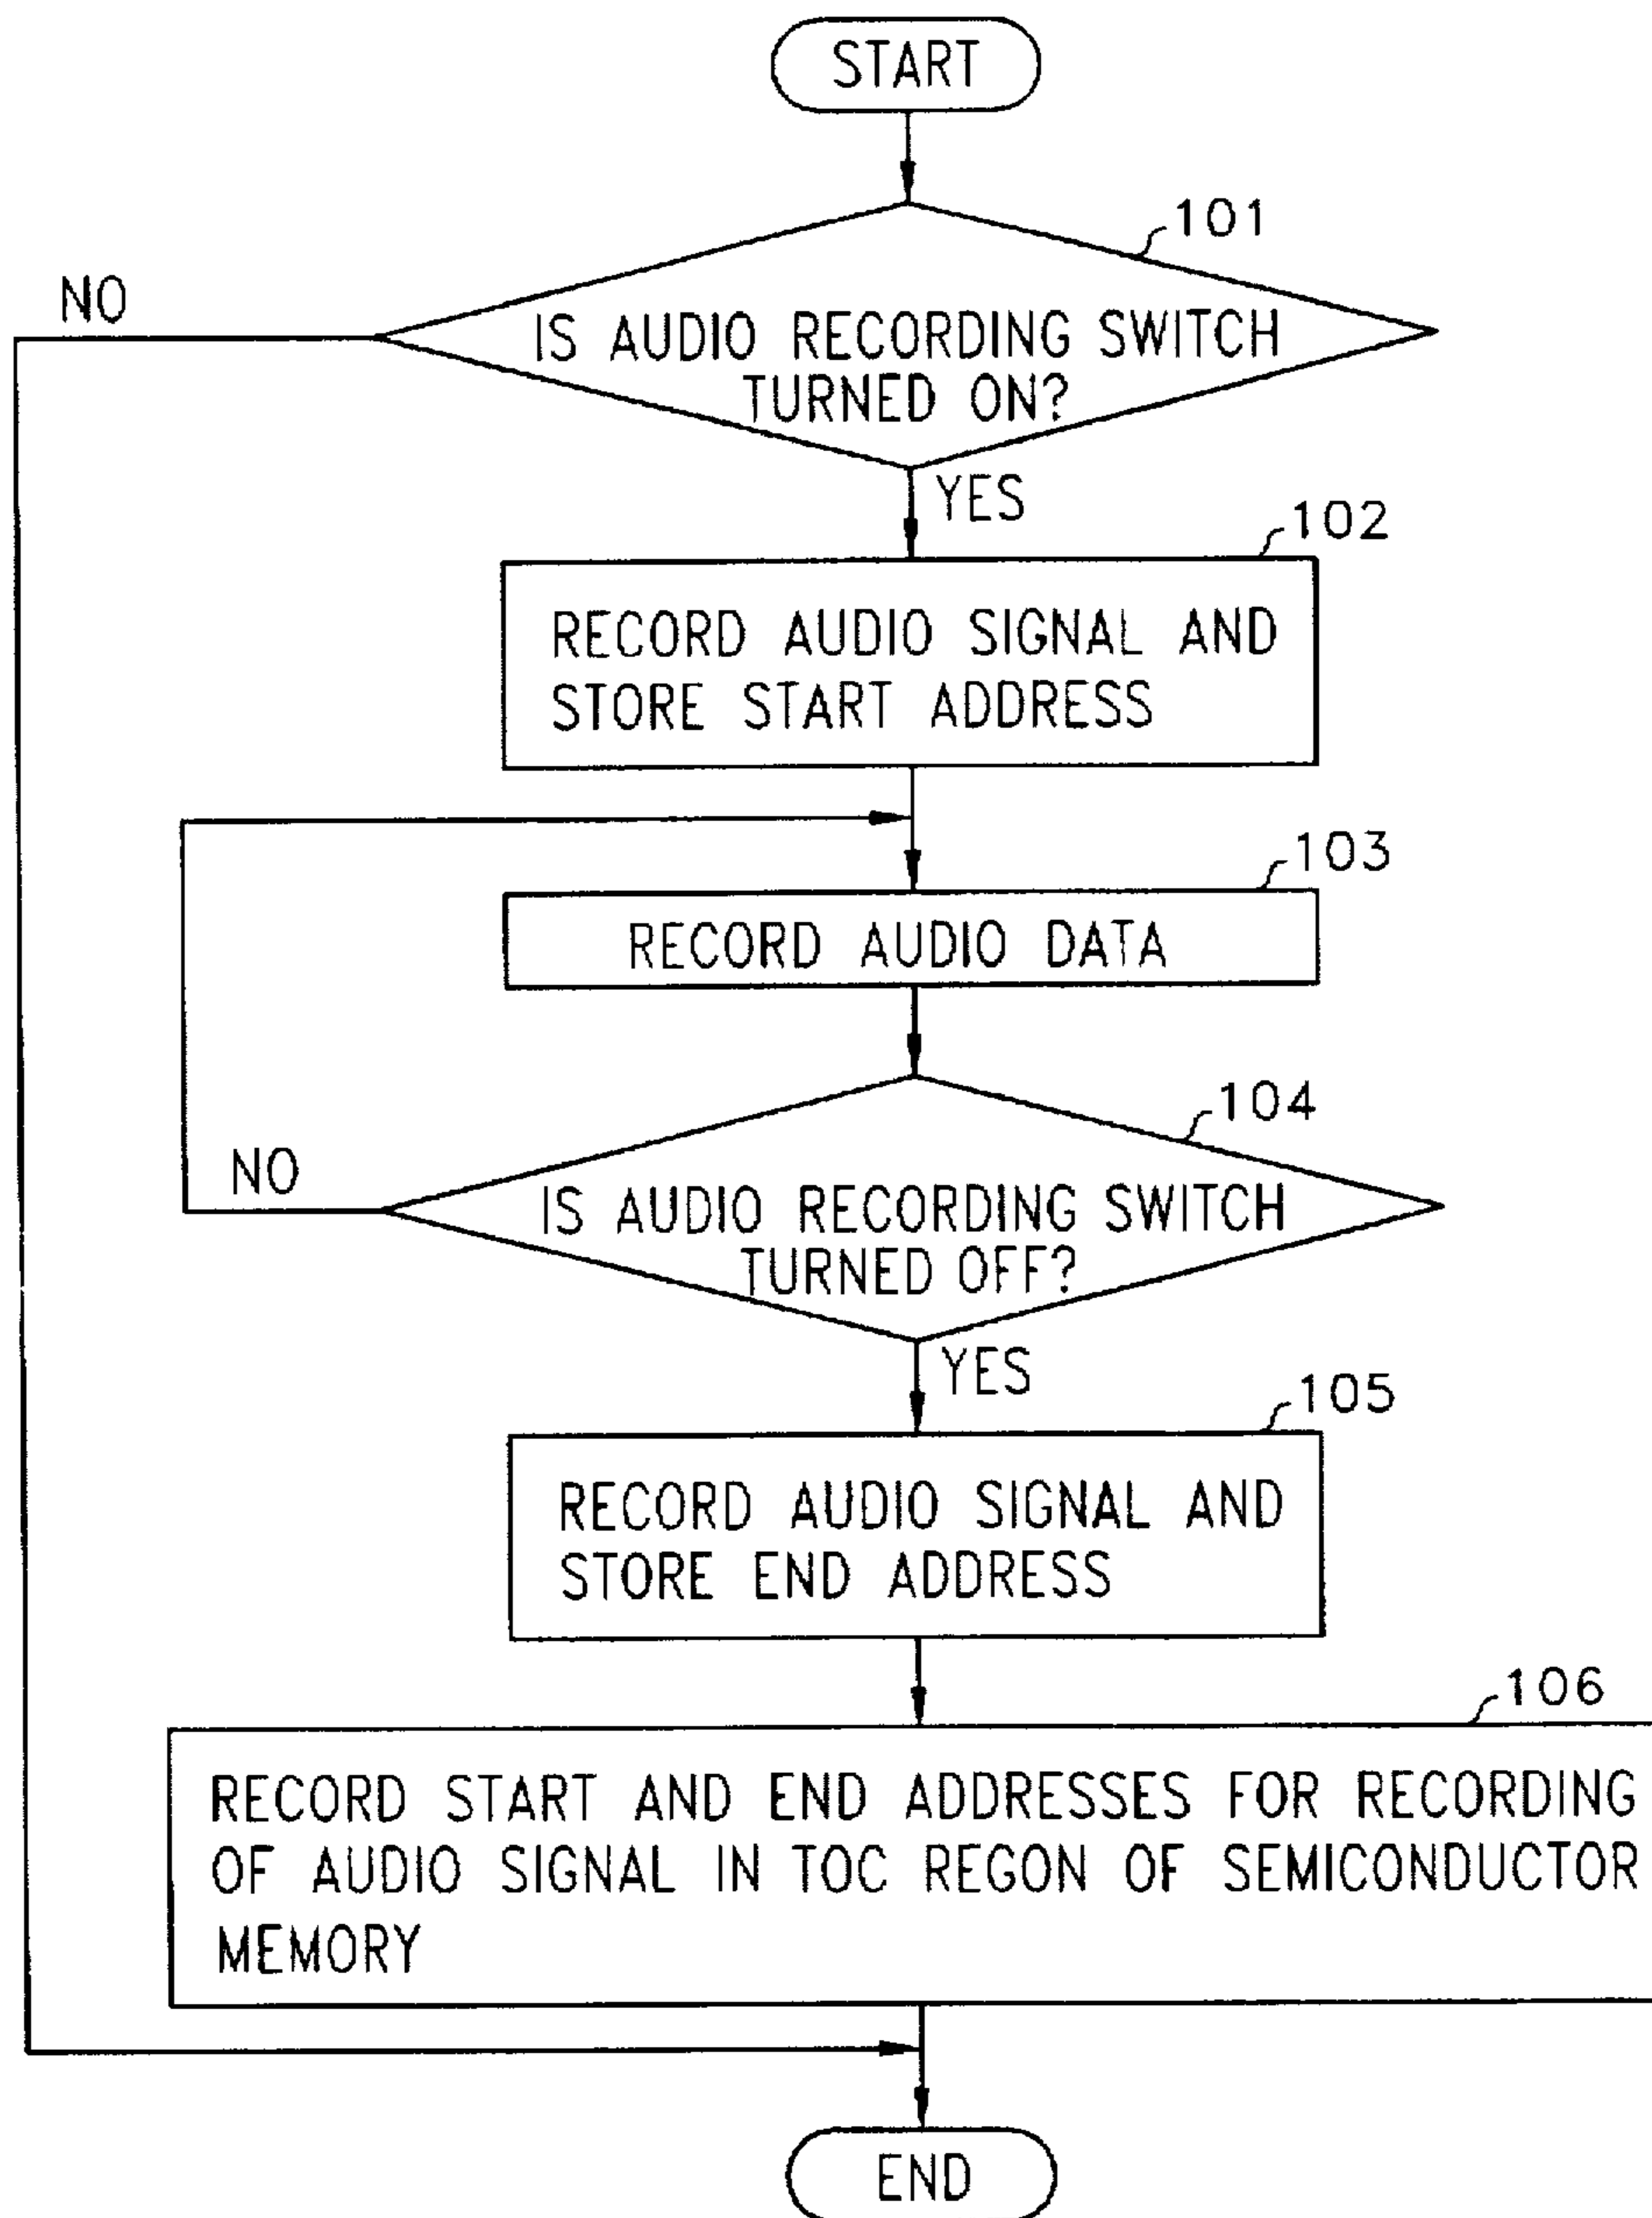 START
101
NO
IS AUDIO RECORDING SWITCH
TURNED ON?
YES
102
RECORD AUDIO SIGNAL AND
STORE START ADDRESS
103
RECORD AUDIO DATA
104
NO
IS AUDIO RECORDING SWITCH
TURNED OFF?
YES
105
RECORD AUDIO SIGNAL AND
STORE END ADDRESS
106
RECORD START AND END ADDRESSES FOR RECORDING
OF AUDIO SIGNAL IN TOC REGON OF SEMICONDUCTOR
MEMORY
END